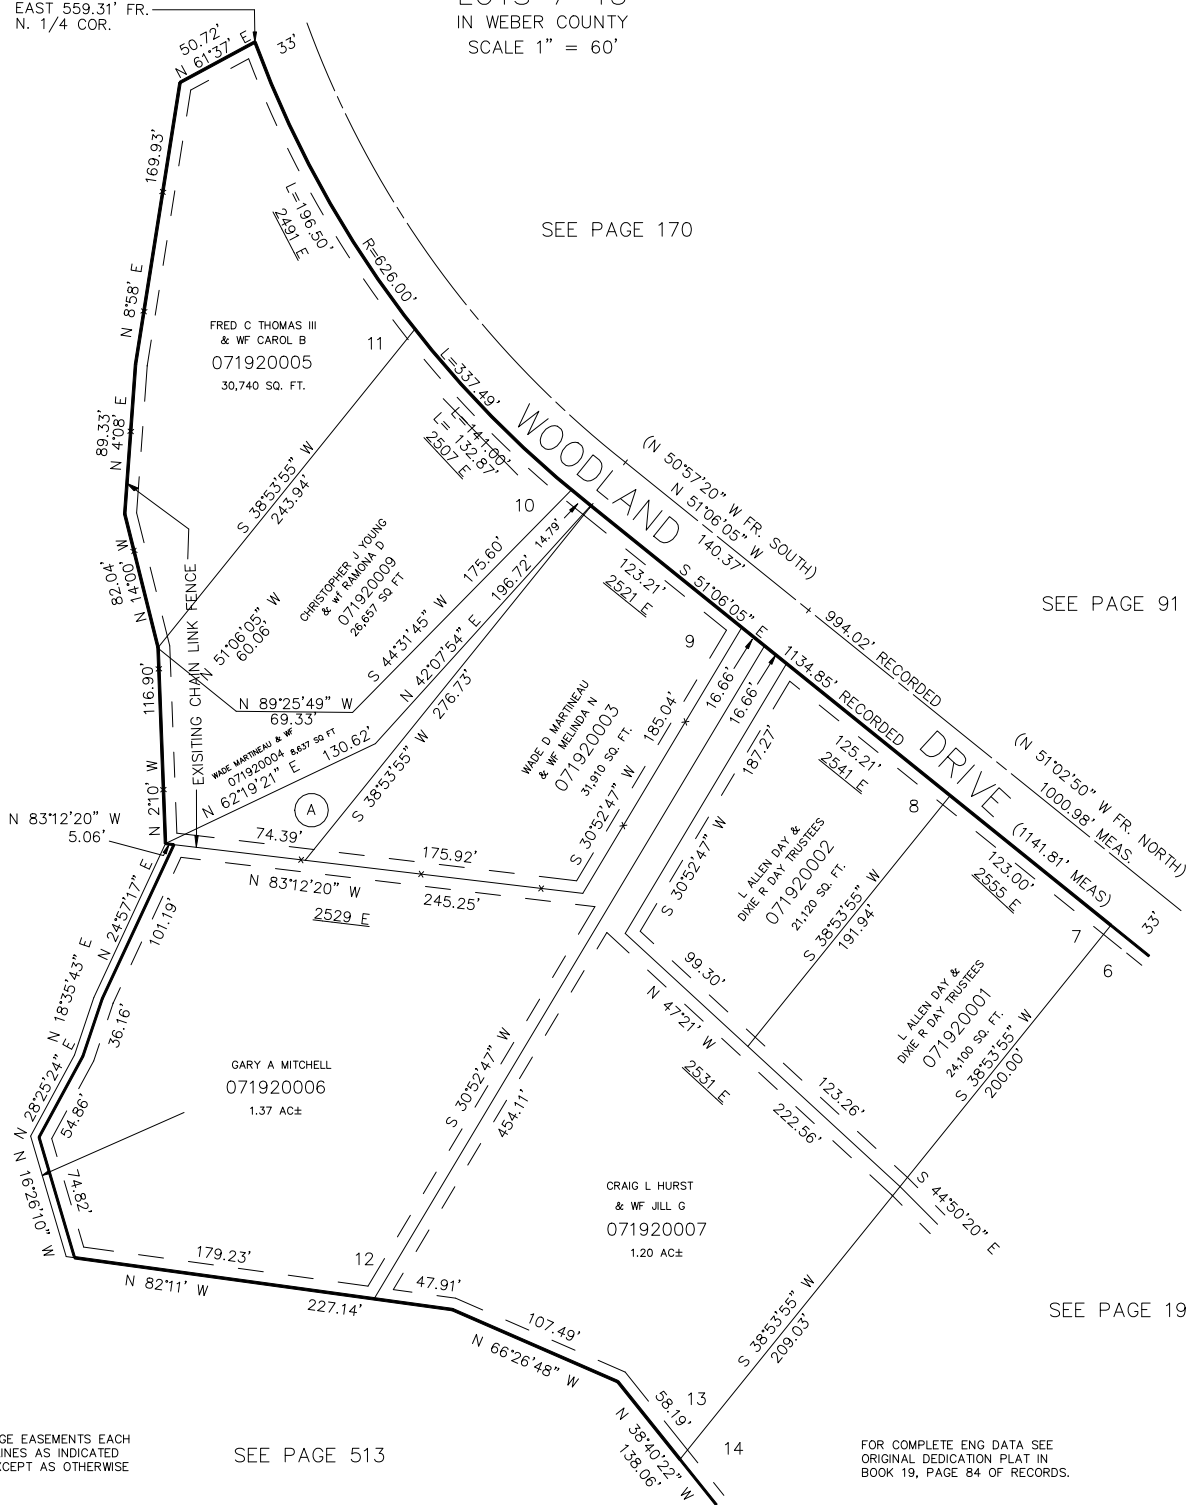 EAST 559.31' FR.
N. 1/4 COR.
IN WEBER COUNTY
SCALE 1" = 60'
50.72'
N 61°37' E
33'
169.93'
N 8°58' E
L=196.50'
2491 E
R=626.00'
SEE PAGE 170
FRED C THOMAS III
& WF CAROL B
071920005
30,740 SQ. FT.
11
L=337.49'
L=141.00'
L= 132.87'
2507 E
89.33'
N 4°08' E
S 38°53'55" W
243.94'
10
WOODLAND
DRIVE
(N 50°57'20" W FR. SOUTH)
N 51°06'05" W
140.37'
82.04'
N 14°00' W
EXISITING CHAIN LINK FENCE
CHRISTOPHER J YOUNG
& Wf RAMONA D
071920009
26,657 SQ FT
14.79'
175.60'
S 44°31'45" W
196.72'
N 42°07'54" E
276.73'
S 38°53'55" W
123.21'
2521 E
S 51°06'05" E
9
SEE PAGE 91
994.02' RECORDED
1134.85' RECORDED
N 51°06'05" W
60.06'
N 89°25'49" W
69.33'
116.90'
N 2°10' W
WADE MARTINEAU & WF
071920004 8,637 SQ FT
N 62°19'21" E
130.62'
A
WADE D MARTINEAU
& WF MELINDA N
071920003
31,910 SQ. FT.
185.04'
S 30°52'47" W
16.66'
16.66'
187.27'
S 30°52'47" W
125.21'
2541 E
8
(N 51°02'50" W FR. NORTH)
1000.98' MEAS.
(1141.81' MEAS)
N 83°12'20" W
5.06'
74.39'
175.92'
N 83°12'20" W
245.25'
2529 E
L ALLEN DAY &
DIXIE R DAY TRUSTEES
071920002
21,120 SQ. FT.
S 38°53'55" W
191.94'
123.00'
2555 E
7
6
33'
N 24°57'17" E
101.19'
N 18°35'43" E
36.16'
N 28°25'24" E
54.86'
N 16°26'10" W
74.82'
99.30'
N 47°21' W
2531 E
123.26'
222.56'
L ALLEN DAY &
DIXIE R DAY TRUSTEES
071920001
24,100 SQ. FT.
S 38°53'55" W
200.00'
GARY A MITCHELL
071920006
1.37 AC±
S 30°52'47" W
454.11'
CRAIG L HURST
& WF JILL G
071920007
1.20 AC±
S 44°50'20" E
179.23'
12
N 82°11' W
227.14'
47.91'
107.49'
N 66°26'48" W
S 38°53'55" W
209.03'
SEE PAGE 19
58.19'
13
N 38°40'22" W
138.06'
14
GE EASEMENTS EACH
INES AS INDICATED
CEPT AS OTHERWISE
SEE PAGE 513
FOR COMPLETE ENG DATA SEE
ORIGINAL DEDICATION PLAT IN
BOOK 19, PAGE 84 OF RECORDS.